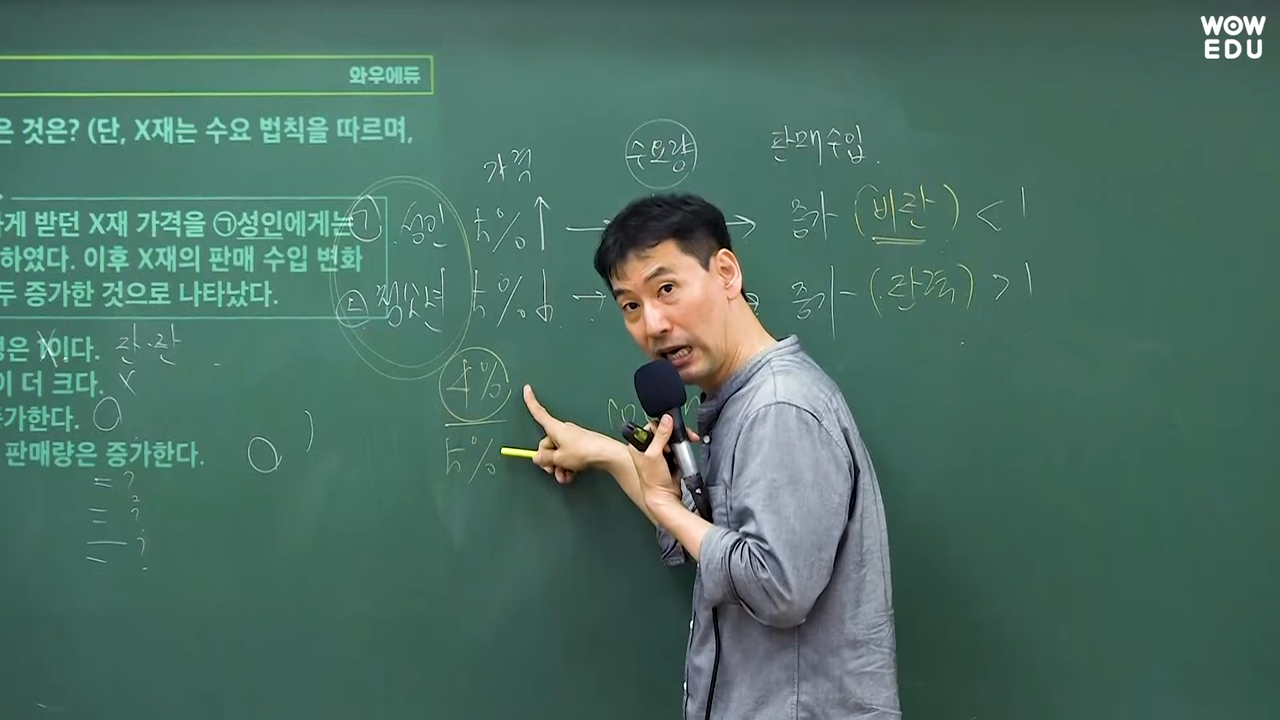 WOW
EDU
와우에듀
은 것은? (단, X재는 수요 법칙을 따르며,
게 받던 X재 가격을 ㉠성인에게는
하였다. 이후 X재의 판매 수입 변화
두 증가한 것으로 나타났다.
은 1이다. 탄.탄
이 더 크다. X
증가한다. O
판매량은 증가한다. O
= ?
= ?
= ?
가격 수요량 판매수입.
㉠ 성인 5%↑ → → 증가 (비탄) < 1
㉡ 청소년 5%↓ → 증가 (탄력) > 1
4%
5%